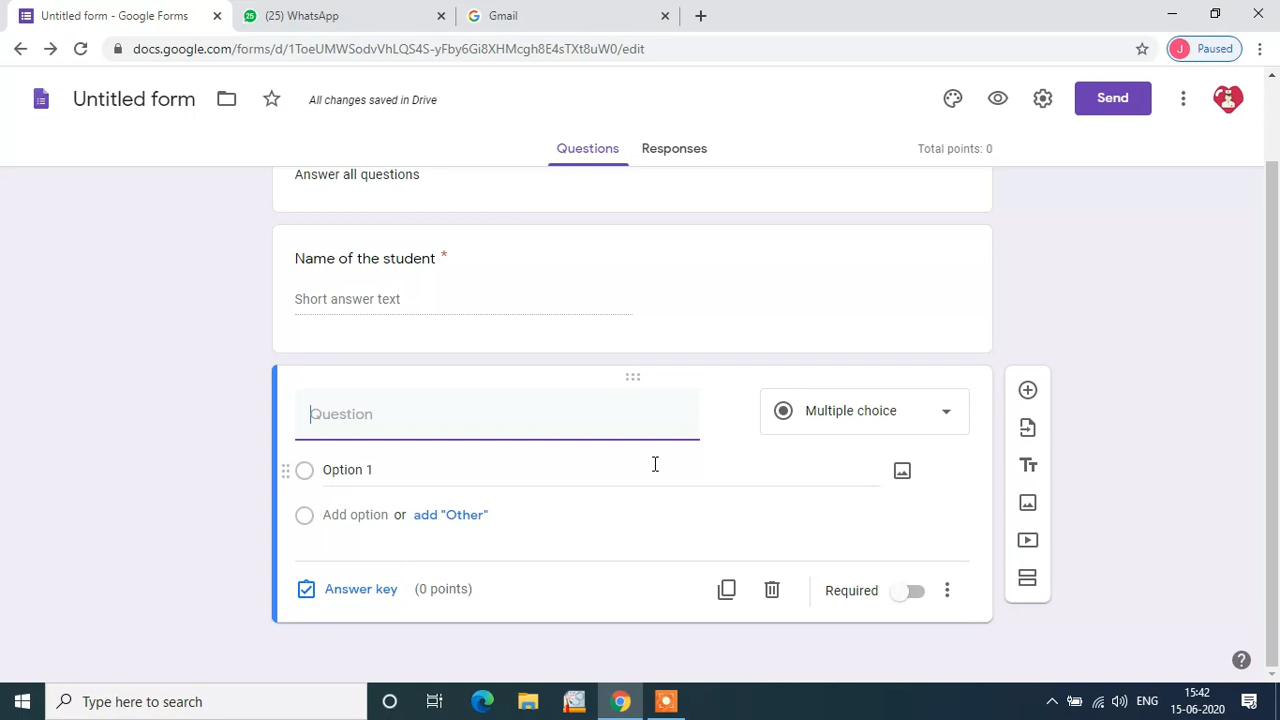 Untitled form - Google Forms
(25) WhatsApp
Gmail
docs.google.com/forms/d/1ToeUMWSodvVhLQS4S-yFby6Gi8XHMcgh8E4sTXt8uW0/edit
J Paused
Untitled form
All changes saved in Drive
Send
Questions
Responses
Total points: 0
Answer all questions
Name of the student *
Short answer text
Question
Multiple choice
Option 1
Add option or add "Other"
Answer key (0 points)
Required
Type here to search
ENG
15:42
15-06-2020